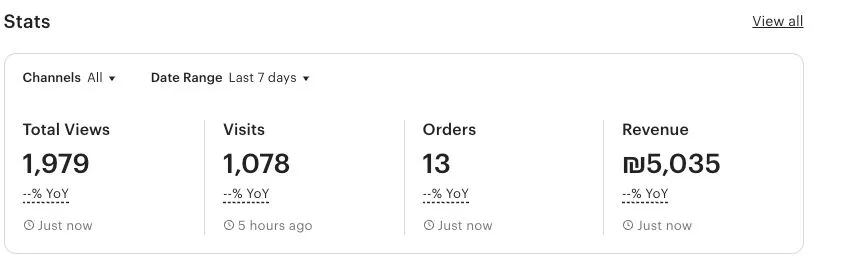 Stats View all
Channels All Date Range Last 7 days
Total Views Visits Orders Revenue
1,979 1,078 13 ₪5,035
--% YoY --% YoY --% YoY --% YoY
Just now 5 hours ago Just now Just now